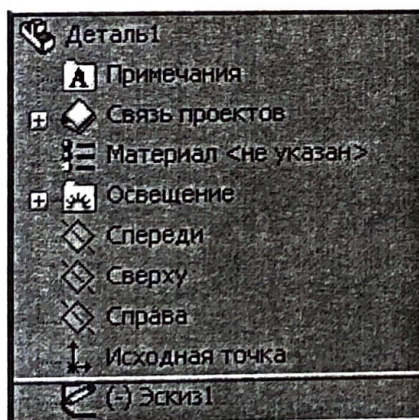 Деталь1
A Примечания
Связь проектов
Материал <не указан>
Освещение
Спереди
Сверху
Справа
Исходная точка
(-) Эскиз1